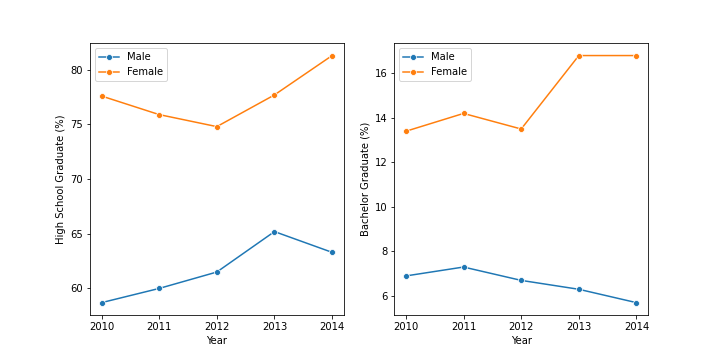 Male
Female
High School Graduate (%)
80
75
70
65
60
2010 2011 2012 2013 2014
Year
Male
Female
Bachelor Graduate (%)
16
14
12
10
8
6
2010 2011 2012 2013 2014
Year